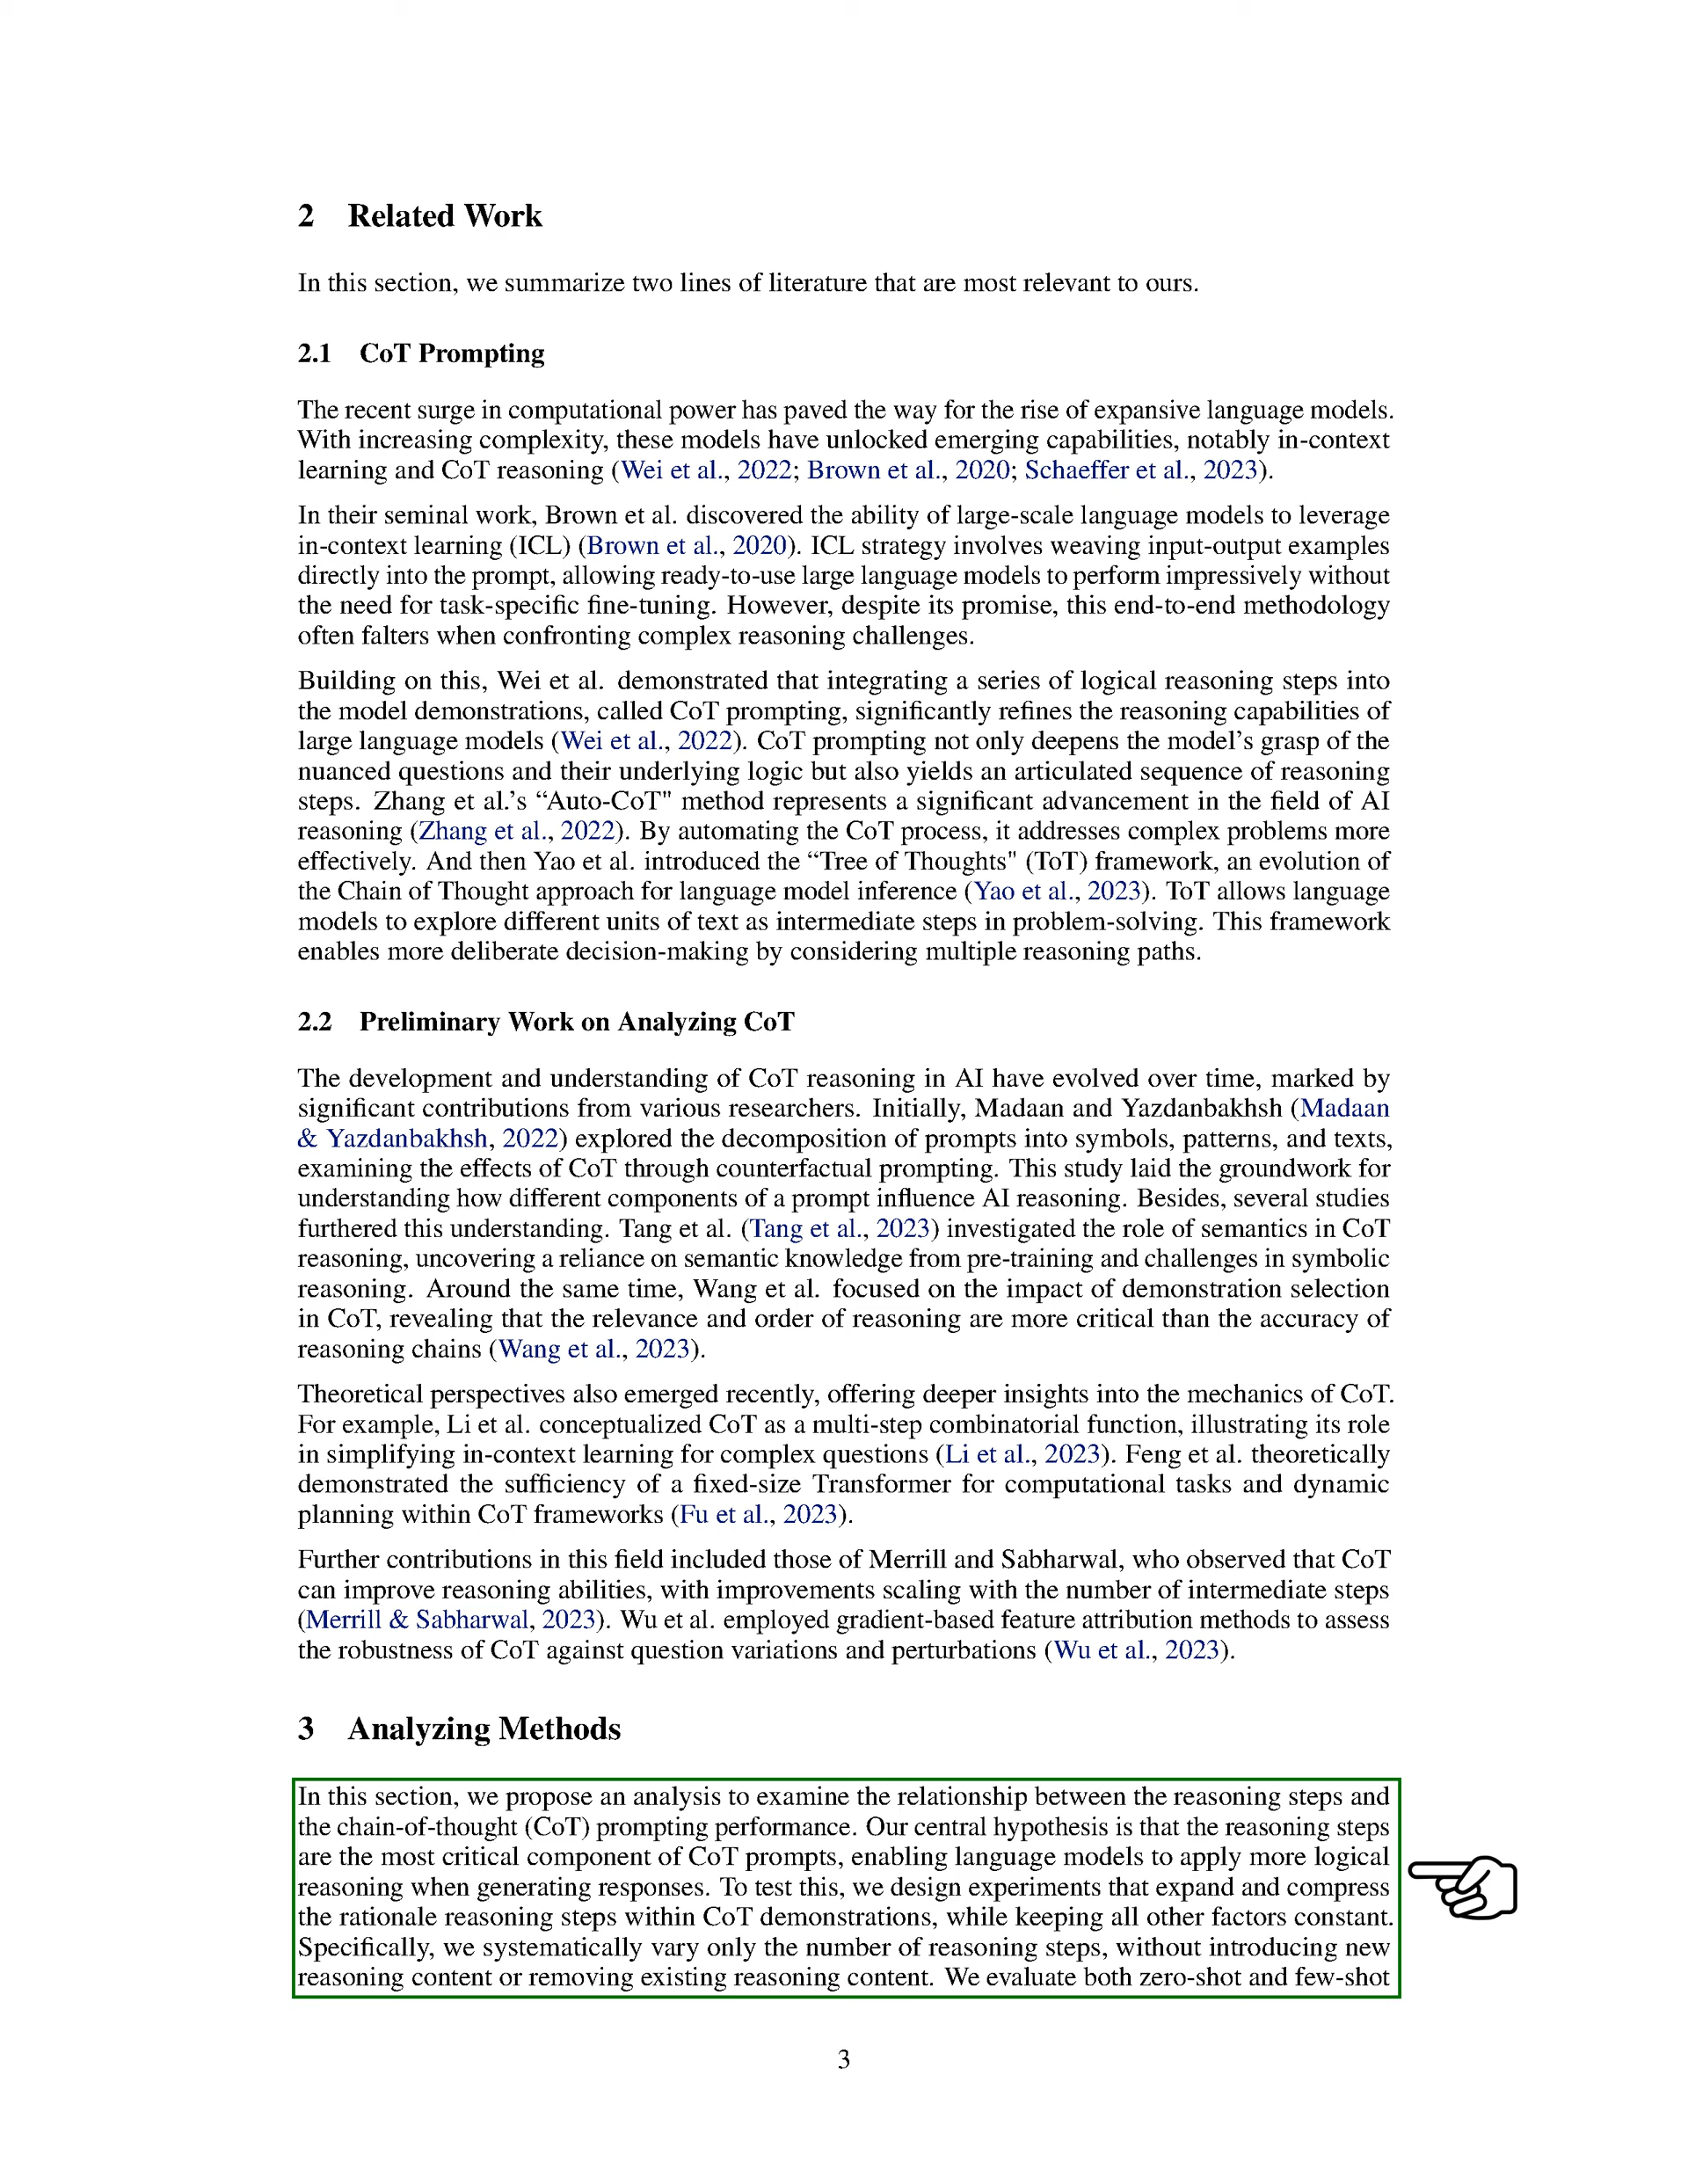 2 Related Work
In this section, we summarize two lines of literature that are most relevant to ours.
2.1 CoT Prompting
The recent surge in computational power has paved the way for the rise of expansive language models.
With increasing complexity, these models have unlocked emerging capabilities, notably in-context
learning and CoT reasoning (Wei et al., 2022; Brown et al., 2020; Schaeffer et al., 2023).
In their seminal work, Brown et al. discovered the ability of large-scale language models to leverage
in-context learning (ICL) (Brown et al., 2020). ICL strategy involves weaving input-output examples
directly into the prompt, allowing ready-to-use large language models to perform impressively without
the need for task-specific fine-tuning. However, despite its promise, this end-to-end methodology
often falters when confronting complex reasoning challenges.
Building on this, Wei et al. demonstrated that integrating a series of logical reasoning steps into
the model demonstrations, called CoT prompting, significantly refines the reasoning capabilities of
large language models (Wei et al., 2022). CoT prompting not only deepens the model's grasp of the
nuanced questions and their underlying logic but also yields an articulated sequence of reasoning
steps. Zhang et al.'s “Auto-CoT" method represents a significant advancement in the field of AI
reasoning (Zhang et al., 2022). By automating the CoT process, it addresses complex problems more
effectively. And then Yao et al. introduced the “Tree of Thoughts" (ToT) framework, an evolution of
the Chain of Thought approach for language model inference (Yao et al., 2023). ToT allows language
models to explore different units of text as intermediate steps in problem-solving. This framework
enables more deliberate decision-making by considering multiple reasoning paths.
2.2 Preliminary Work on Analyzing CoT
The development and understanding of CoT reasoning in AI have evolved over time, marked by
significant contributions from various researchers. Initially, Madaan and Yazdanbakhsh (Madaan
& Yazdanbakhsh, 2022) explored the decomposition of prompts into symbols, patterns, and texts,
examining the effects of CoT through counterfactual prompting. This study laid the groundwork for
understanding how different components of a prompt influence AI reasoning. Besides, several studies
furthered this understanding. Tang et al. (Tang et al., 2023) investigated the role of semantics in CoT
reasoning, uncovering a reliance on semantic knowledge from pre-training and challenges in symbolic
reasoning. Around the same time, Wang et al. focused on the impact of demonstration selection
in CoT, revealing that the relevance and order of reasoning are more critical than the accuracy of
reasoning chains (Wang et al., 2023).
Theoretical perspectives also emerged recently, offering deeper insights into the mechanics of CoT.
For example, Li et al. conceptualized CoT as a multi-step combinatorial function, illustrating its role
in simplifying in-context learning for complex questions (Li et al., 2023). Feng et al. theoretically
demonstrated the sufficiency of a fixed-size Transformer for computational tasks and dynamic
planning within CoT frameworks (Fu et al., 2023).
Further contributions in this field included those of Merrill and Sabharwal, who observed that CoT
can improve reasoning abilities, with improvements scaling with the number of intermediate steps
(Merrill & Sabharwal, 2023). Wu et al. employed gradient-based feature attribution methods to assess
the robustness of CoT against question variations and perturbations (Wu et al., 2023).
3 Analyzing Methods
In this section, we propose an analysis to examine the relationship between the reasoning steps and
the chain-of-thought (CoT) prompting performance. Our central hypothesis is that the reasoning steps
are the most critical component of CoT prompts, enabling language models to apply more logical
reasoning when generating responses. To test this, we design experiments that expand and compress
the rationale reasoning steps within CoT demonstrations, while keeping all other factors constant.
Specifically, we systematically vary only the number of reasoning steps, without introducing new
reasoning content or removing existing reasoning content. We evaluate both zero-shot and few-shot
3